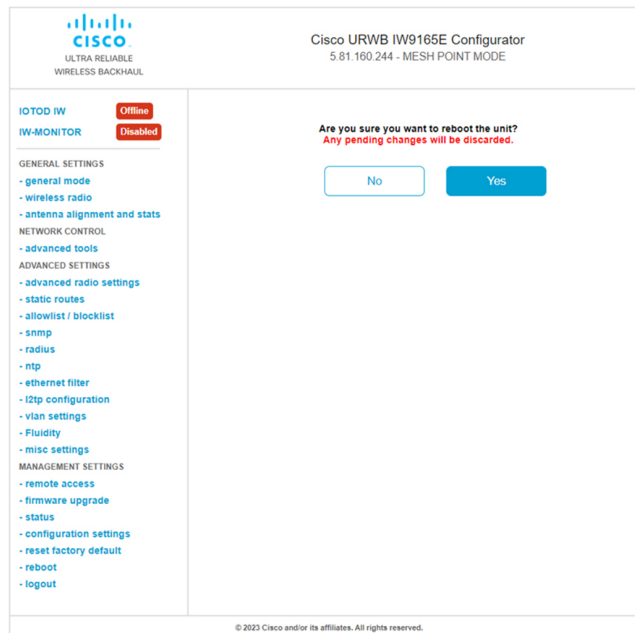 CISCO
ULTRA RELIABLE
WIRELESS BACKHAUL
Cisco URWB IW9165E Configurator
5.81.160.244 - MESH POINT MODE
IOTOD IW Offline
IW-MONITOR Disabled
GENERAL SETTINGS
- general mode
- wireless radio
- antenna alignment and stats
NETWORK CONTROL
- advanced tools
ADVANCED SETTINGS
- advanced radio settings
- static routes
- allowlist / blocklist
- snmp
- radius
- ntp
- ethernet filter
- l2tp configuration
- vlan settings
- Fluidity
- misc settings
MANAGEMENT SETTINGS
- remote access
- firmware upgrade
- status
- configuration settings
- reset factory default
- reboot
- logout
Are you sure you want to reboot the unit?
Any pending changes will be discarded.
No Yes
© 2023 Cisco and/or its affiliates. All rights reserved.